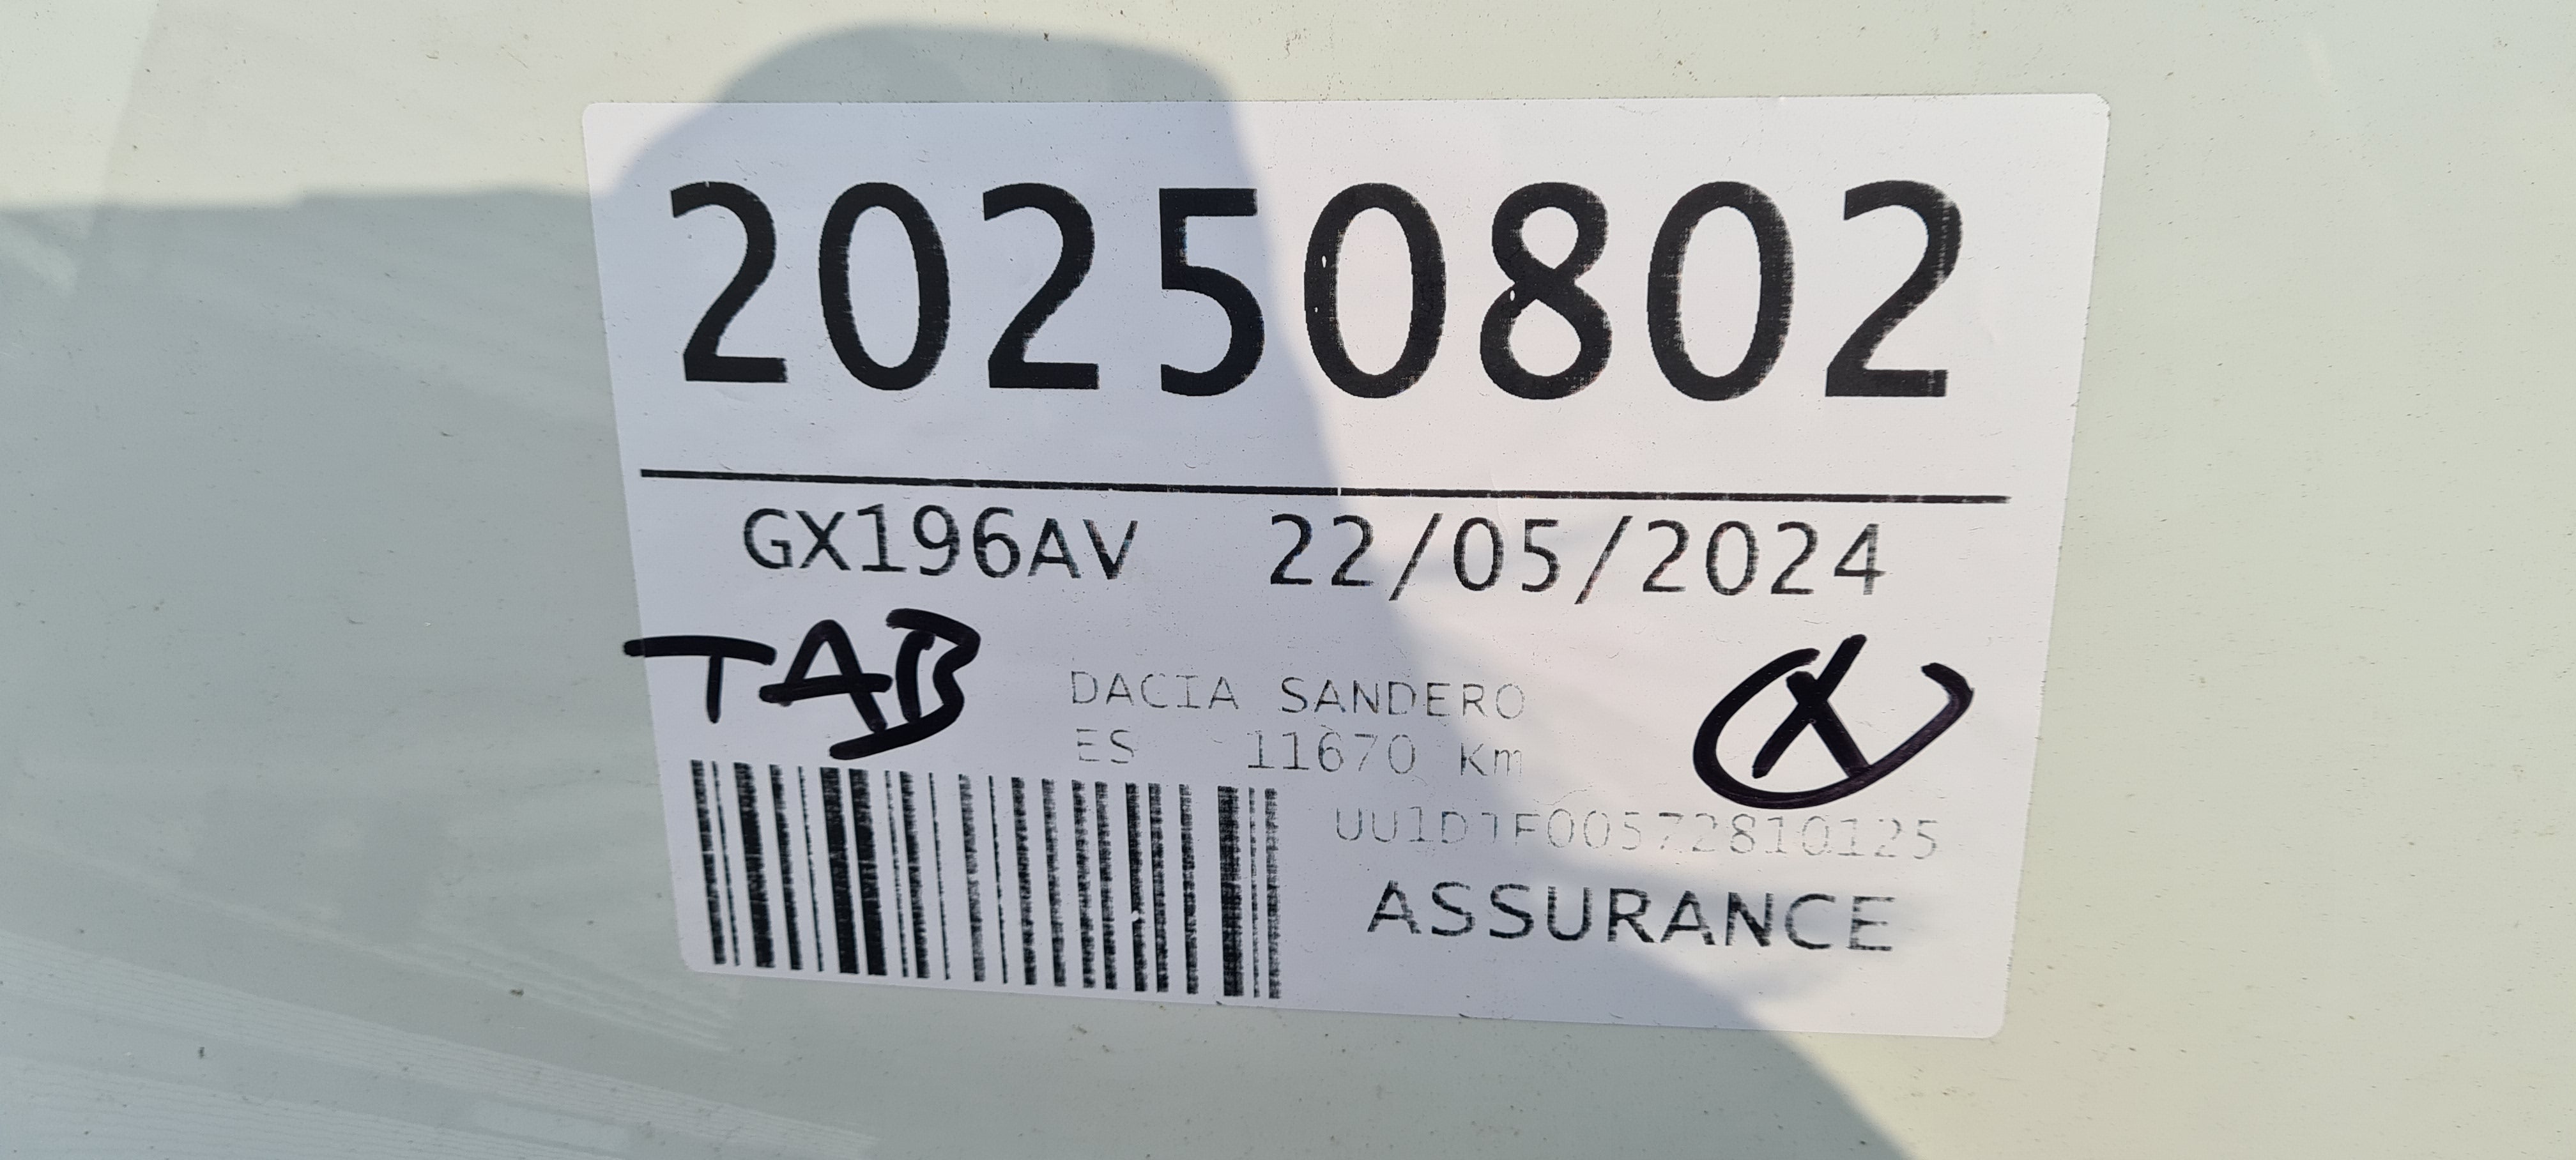 20250802
GX196AV 22/05/2024
TAB
DACIA SANDERO
X
ES 11670 Km
UU1DJF00572810125
ASSURANCE